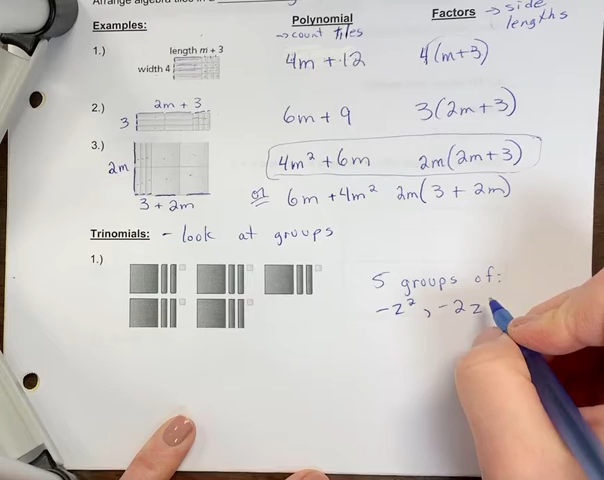 Arrange algebra tiles in a
Examples: Polynomial Factors → side lengths
→ count tiles
1.) length m + 3
width 4 4m + 12 4(m+3)
2.) 2m + 3
3 6m + 9 3(2m+3)
3.) 4m² + 6m 2m(2m+3)
2m
or 6m + 4m² 2m(3 + 2m)
3 + 2m
Trinomials: - look at groups
1.)
5 groups of:
-z², -2z